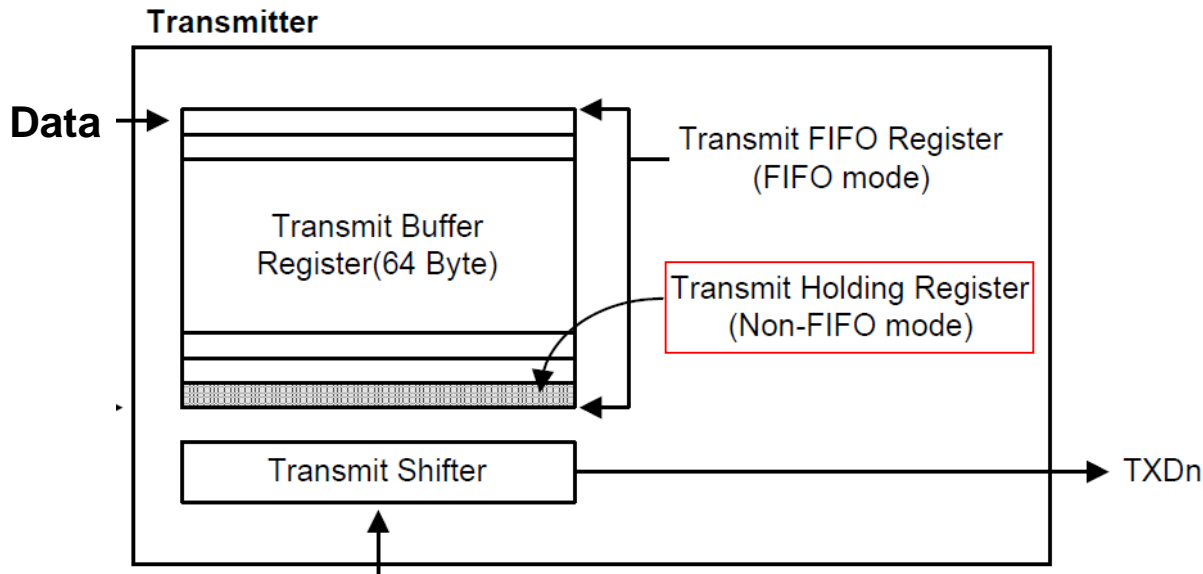 Transmitter
Data
Transmit FIFO Register
(FIFO mode)
Transmit Buffer
Register(64 Byte)
Transmit Holding Register
(Non-FIFO mode)
Transmit Shifter
TXDn